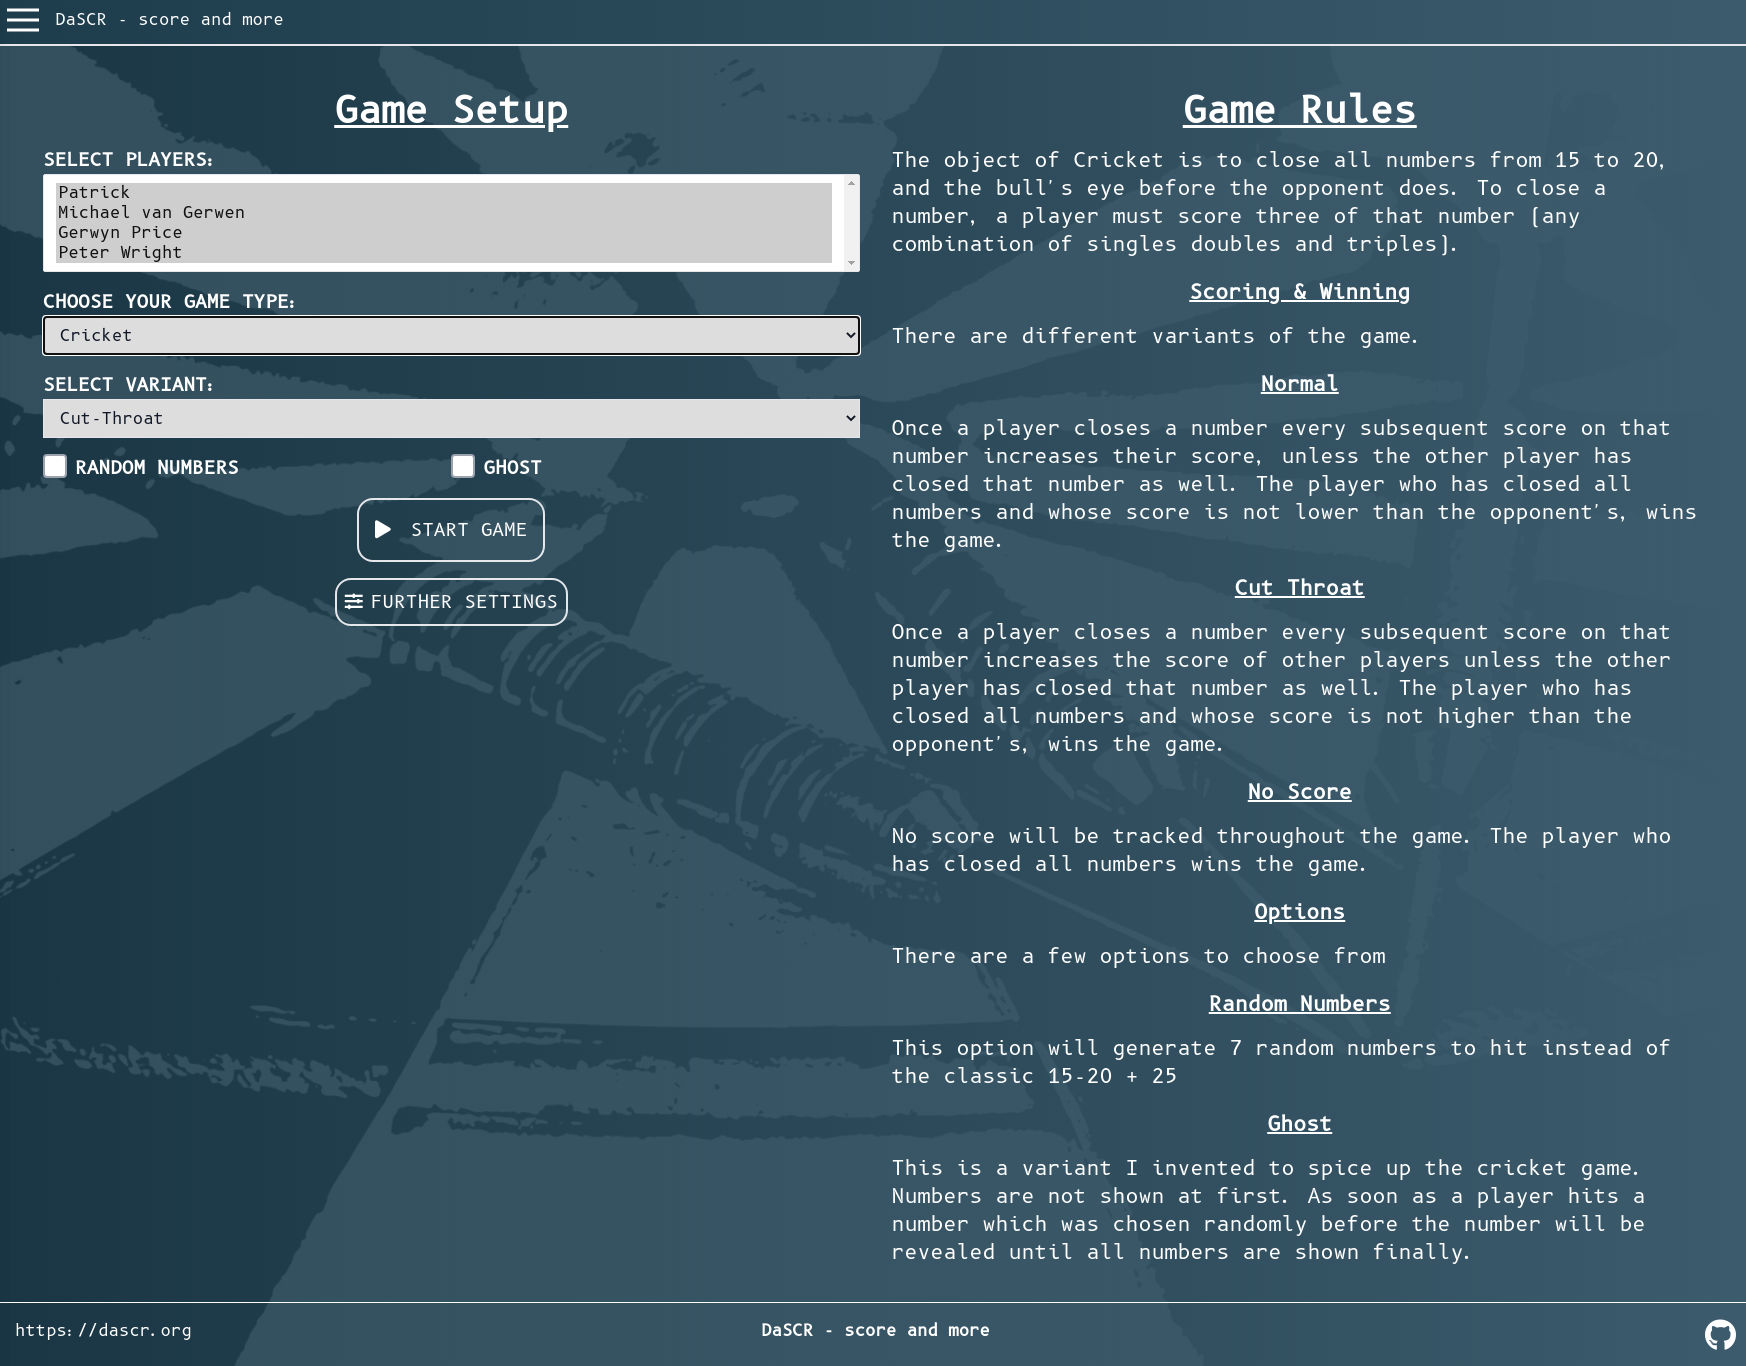 DaSCR - score and more
Game Setup
SELECT PLAYERS:
Patrick
Michael van Gerwen
Gerwyn Price
Peter Wright
CHOOSE YOUR GAME TYPE:
Cricket
SELECT VARIANT:
Cut-Throat
RANDOM NUMBERS
GHOST
START GAME
FURTHER SETTINGS
Game Rules
The object of Cricket is to close all numbers from 15 to 20,
and the bull's eye before the opponent does. To close a
number, a player must score three of that number (any
combination of singles doubles and triples).
Scoring & Winning
There are different variants of the game.
Normal
Once a player closes a number every subsequent score on that
number increases their score, unless the other player has
closed that number as well. The player who has closed all
numbers and whose score is not lower than the opponent's, wins
the game.
Cut Throat
Once a player closes a number every subsequent score on that
number increases the score of other players unless the other
player has closed that number as well. The player who has
closed all numbers and whose score is not higher than the
opponent's, wins the game.
No Score
No score will be tracked throughout the game. The player who
has closed all numbers wins the game.
Options
There are a few options to choose from
Random Numbers
This option will generate 7 random numbers to hit instead of
the classic 15-20 + 25
Ghost
This is a variant I invented to spice up the cricket game.
Numbers are not shown at first. As soon as a player hits a
number which was chosen randomly before the number will be
revealed until all numbers are shown finally.
https://dascr.org
DaSCR - score and more